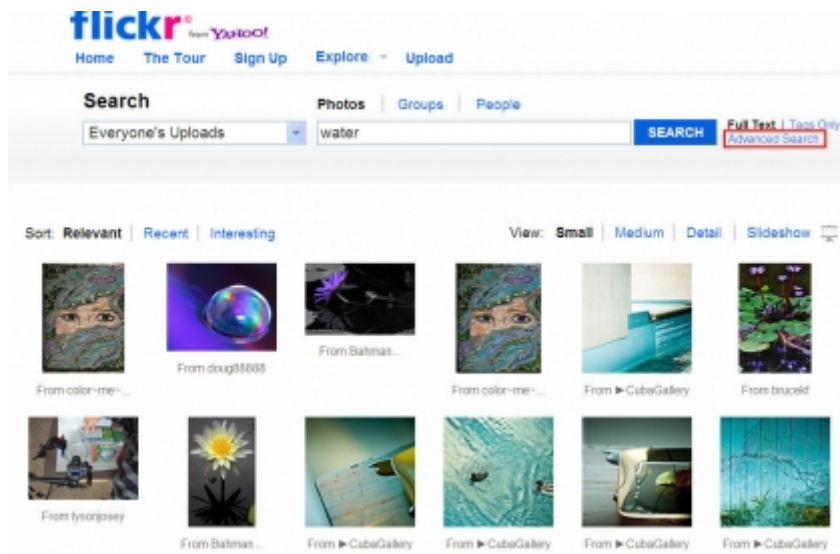 flickr from YAHOO!
Home The Tour Sign Up Explore Upload
Search Photos | Groups | People
Everyone's Uploads water SEARCH Full Text | Tags Only
Advanced Search
Sort: Relevant | Recent | Interesting View: Small | Medium | Detail | Slideshow
From color~me~...
From doug88888
From Bahman...
From color~me~...
From ▶CubaGallery
From brucekf
From tysonjosey
From Bahman...
From ▶CubaGallery
From ▶CubaGallery
From ▶CubaGallery
From ▶CubaGallery